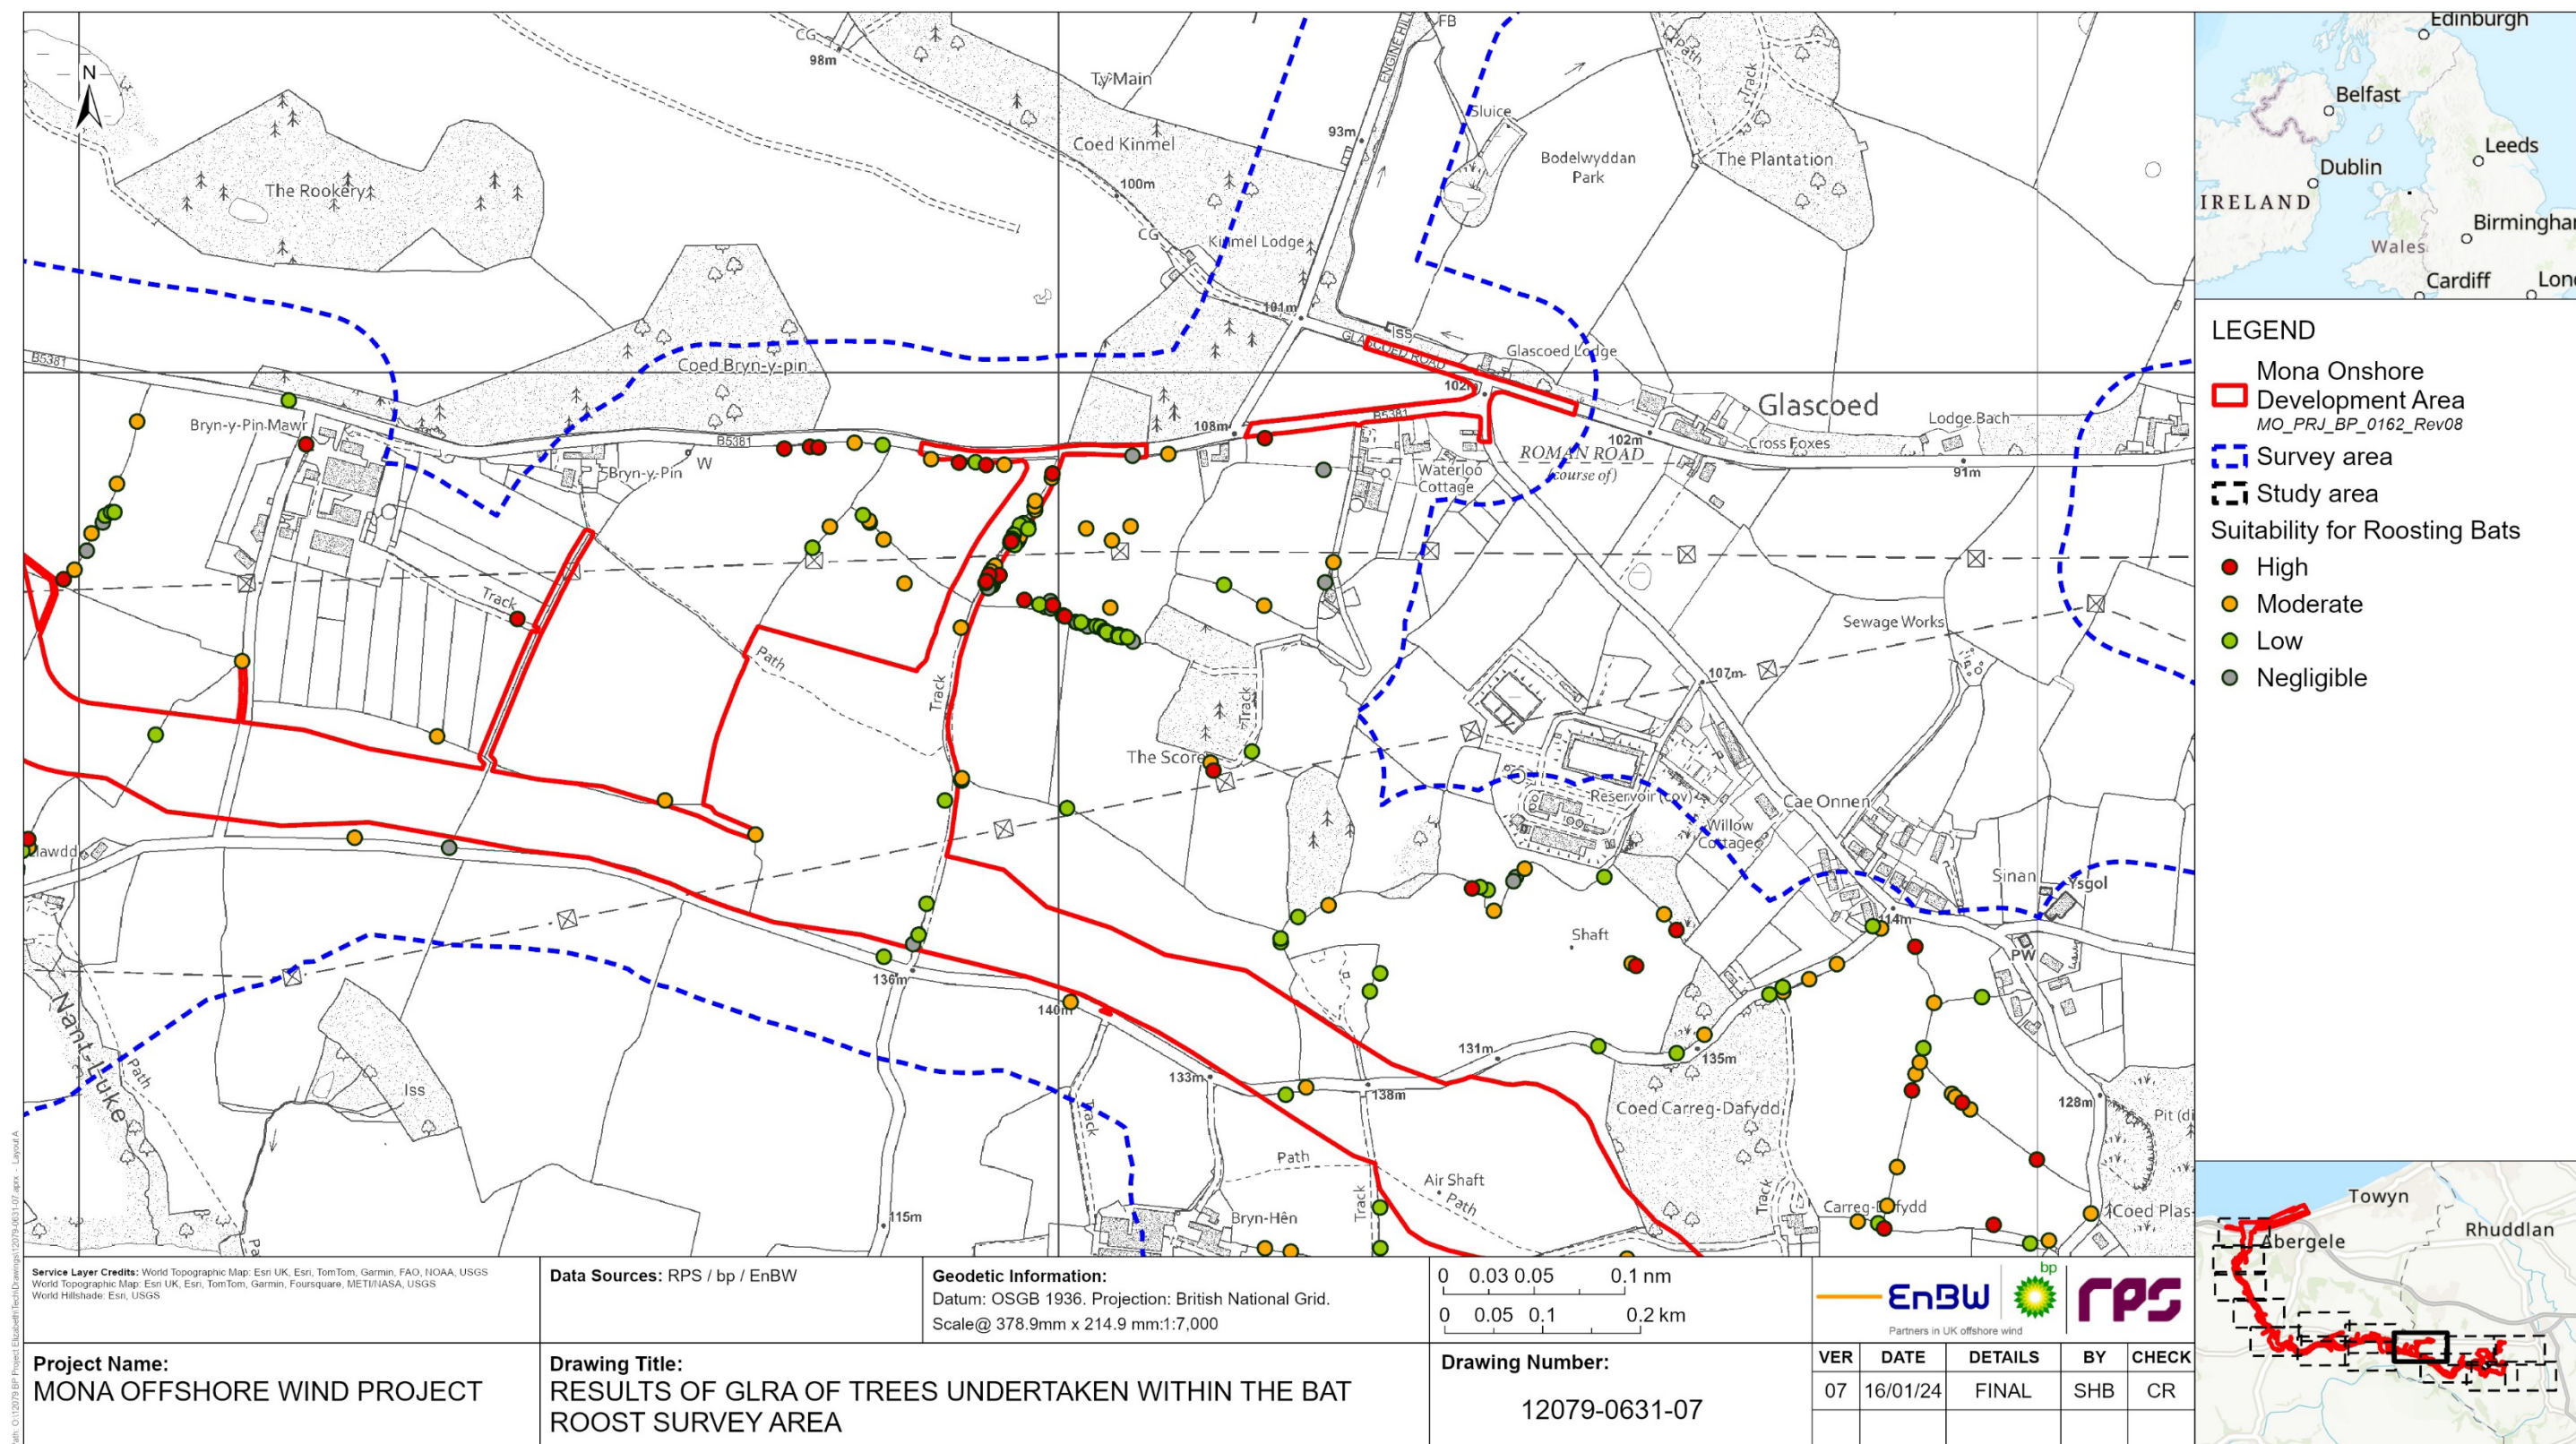 FB
CG
98m
Ty-Main
ENGINE HILL
Path
Track
N
Coed Kinmel
93m
Sluice
Bodelwyddan
Park
The Plantation
The Rookery
100m
CG
Kinmel Lodge
101m
GLASCOED ROAD
Iss
Glascoed Lodge
B5381
Coed Bryn-y-pin
102m
B5381
Glascoed
Lodge Bach
Bryn-y-Pin Mawr
108m
B5381
102m
Cross Foxes
W
Bryn-y-Pin
Waterloo
Cottage
ROMAN ROAD
(course of)
91m
Track
Sewage Works
Path
Track
Track
107m
The Score
Reservoir (cov)
Cae Onnen
Willow
Cottage
Sinan
Ysgol
114m
Shaft
PW
136m
140m
Nant-Luke
Path
Iss
131m
135m
133m
138m
Track
Coed Carreg-Dafydd
128m
Pit (di
Path
Air Shaft
Path
Track
Track
115m
Bryn-Hên
Carreg-Dafydd
Coed Plas-
Pa
Edinburgh
Belfast
Leeds
Dublin
IRELAND
Birmingha
Wales
Cardiff
Lon
LEGEND
Mona Onshore
Development Area
MO_PRJ_BP_0162_Rev08
Survey area
Study area
Suitability for Roosting Bats
High
Moderate
Low
Negligible
Towyn
Abergele
Rhuddlan
Service Layer Credits: World Topographic Map: Esri UK, Esri, TomTom, Garmin, FAO, NOAA, USGS
World Topographic Map: Esri UK, Esri, TomTom, Garmin, Foursquare, METI/NASA, USGS
World Hillshade: Esri, USGS
Data Sources: RPS / bp / EnBW
Geodetic Information:
Datum: OSGB 1936. Projection: British National Grid.
Scale@ 378.9mm x 214.9 mm:1:7,000
0 0.03 0.05 0.1 nm
0 0.05 0.1 0.2 km
EnBW
bp
rps
Partners in UK offshore wind
Project Name:
MONA OFFSHORE WIND PROJECT
Drawing Title:
RESULTS OF GLRA OF TREES UNDERTAKEN WITHIN THE BAT
ROOST SURVEY AREA
Drawing Number:
12079-0631-07
VER DATE DETAILS BY CHECK
07 16/01/24 FINAL SHB CR